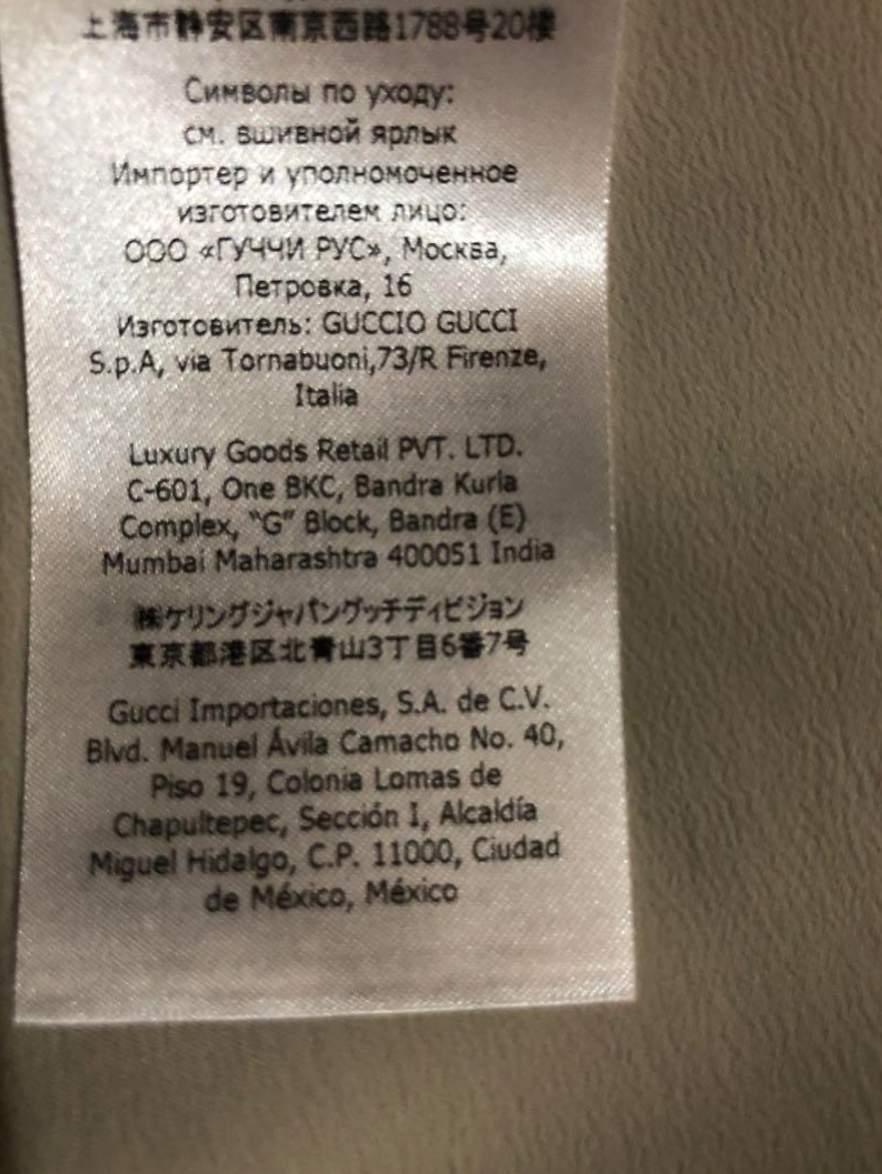 上海市静安区南京西路1788号20楼
Символы по уходу:
см. вшивной ярлык
Импортер и уполномоченное
изготовителем лицо:
ООО «ГУЧЧИ РУС», Москва,
Петровка, 16
Изготовитель: GUCCIO GUCCI
S.p.A, via Tornabuoni,73/R Firenze,
Italia
Luxury Goods Retail PVT. LTD.
C-601, One BKC, Bandra Kurla
Complex, “G” Block, Bandra (E)
Mumbai Maharashtra 400051 India
㈱ケリングジャパングッチディビジョン
東京都港区北青山3丁目6番7号
Gucci Importaciones, S.A. de C.V.
Blvd. Manuel Ávila Camacho No. 40,
Piso 19, Colonia Lomas de
Chapultepec, Sección I, Alcaldía
Miguel Hidalgo, C.P. 11000, Ciudad
de México, México